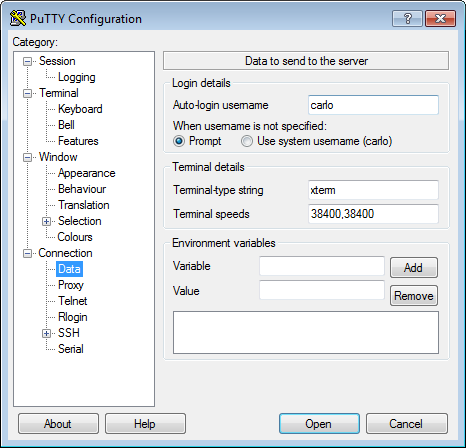 PuTTY Configuration
Category:
Session
Logging
Terminal
Keyboard
Bell
Features
Window
Appearance
Behaviour
Translation
Selection
Colours
Connection
Data
Proxy
Telnet
Rlogin
SSH
Serial
Data to send to the server
Login details
Auto-login username carlo
When username is not specified:
Prompt Use system username (carlo)
Terminal details
Terminal-type string xterm
Terminal speeds 38400,38400
Environment variables
Variable Add
Value Remove
About Help Open Cancel